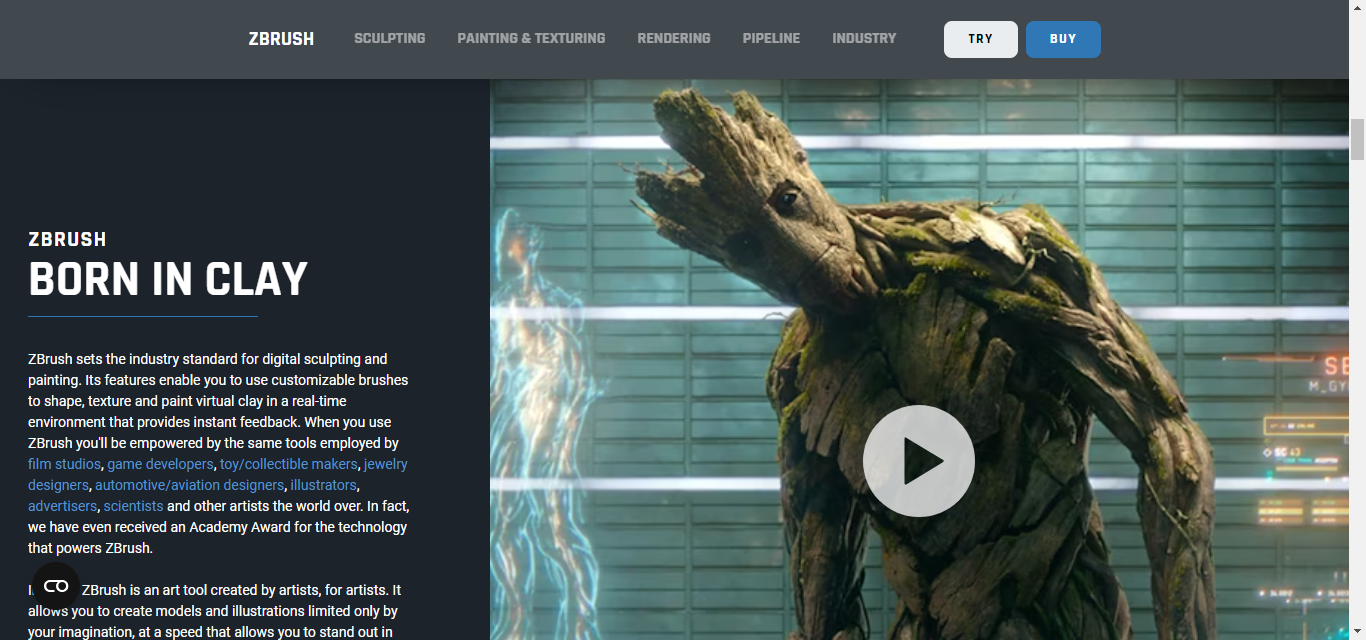 ZBRUSH SCULPTING PAINTING & TEXTURING RENDERING PIPELINE INDUSTRY TRY BUY
ZBRUSH
BORN IN CLAY
ZBrush sets the industry standard for digital sculpting and
painting. Its features enable you to use customizable brushes
to shape, texture and paint virtual clay in a real-time
environment that provides instant feedback. When you use
ZBrush you'll be empowered by the same tools employed by
film studios, game developers, toy/collectible makers, jewelry
designers, automotive/aviation designers, illustrators,
advertisers, scientists and other artists the world over. In fact,
we have even received an Academy Award for the technology
that powers ZBrush.
ZBrush is an art tool created by artists, for artists. It
allows you to create models and illustrations limited only by
your imagination, at a speed that allows you to stand out in
SC 43